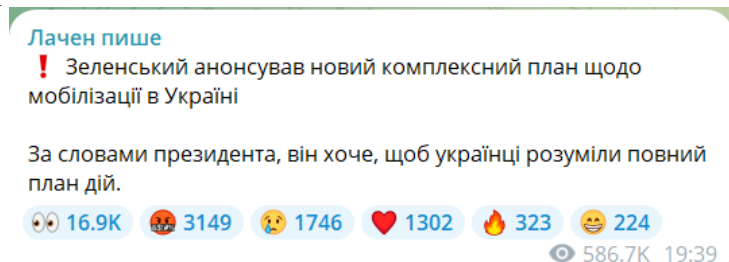 Лачен пише
❗ Зеленський анонсував новий комплексний план щодо
мобілізації в Україні
За словами президента, він хоче, щоб українці розуміли повний
план дій.
👀 16.9K 🤬 3149 😢 1746 ❤️ 1302 🔥 323 😁 224
586.7K 19:39